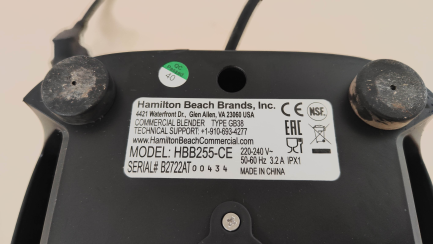 QC
40
Hamilton Beach Brands, Inc.
4421 Waterfront Dr., Glen Allen, VA 23060 USA
COMMERCIAL BLENDER TYPE GB38
TECHNICAL SUPPORT: +1-910-693-4277
www.HamiltonBeachCommercial.com
MODEL: HBB255-CE
220-240 V~
50-60 Hz 3.2 A IPX1
SERIAL# B2722AT00434
MADE IN CHINA
CE
NSF
EAC